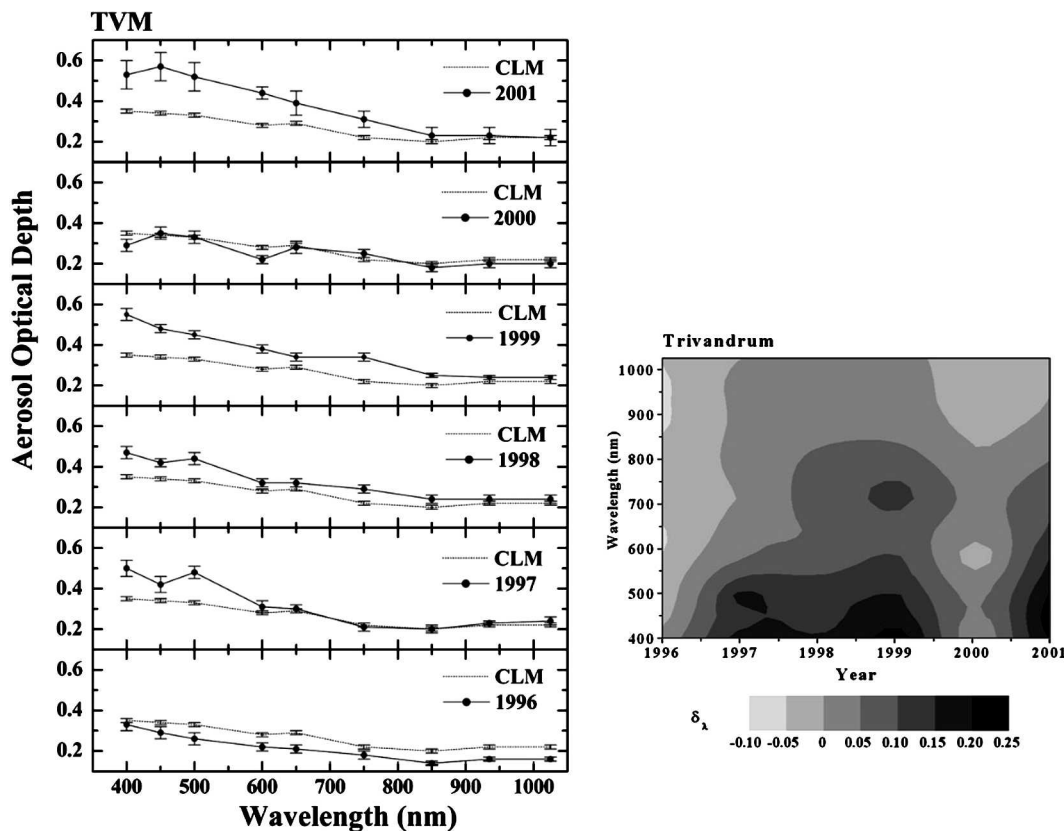 TVM
Aerosol Optical Depth
0.6
0.4
0.2
CLM
2001
0.6
0.4
0.2
CLM
2000
0.6
0.4
0.2
CLM
1999
0.6
0.4
0.2
CLM
1998
0.6
0.4
0.2
CLM
1997
0.6
0.4
0.2
CLM
1996
400 500 600 700 800 900 1000
Wavelength (nm)
Trivandrum
Wavelength (nm)
1000
900
800
700
600
500
400
1996 1997 1998 1999 2000 2001
Year
δλ
-0.10 -0.05 0 0.05 0.10 0.15 0.20 0.25